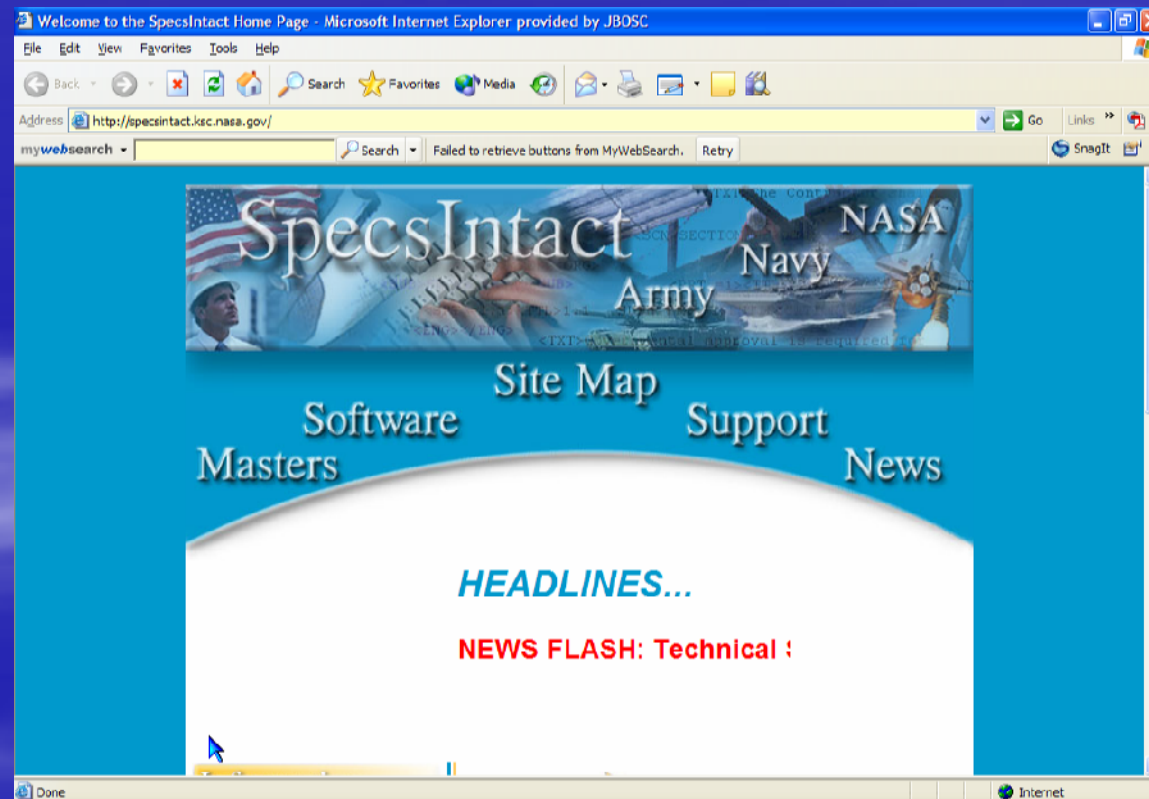 Welcome to the SpecsIntact Home Page - Microsoft Internet Explorer provided by JBOSC
File Edit View Favorites Tools Help
Back Search Favorites Media
Address http://specsintact.ksc.nasa.gov/ Go Links »
mywebsearch Search Failed to retrieve buttons from MyWebSearch. Retry SnagIt
SpecsIntact NASA
Navy
Army
Site Map
Software Support
Masters News
HEADLINES...
NEWS FLASH: Technical
Done Internet